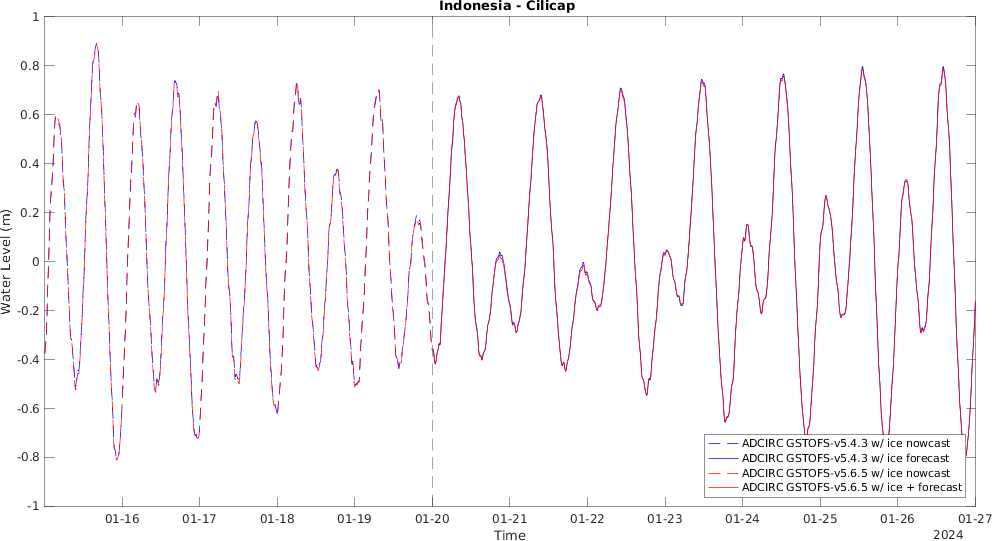 Indonesia - Cilicap
Water Level (m)
1
0.8
0.6
0.4
0.2
0
-0.2
-0.4
-0.6
-0.8
-1
ADCIRC GSTOFS-v5.4.3 w/ ice nowcast
ADCIRC GSTOFS-v5.4.3 w/ ice forecast
ADCIRC GSTOFS-v5.6.5 w/ ice nowcast
ADCIRC GSTOFS-v5.6.5 w/ ice + forecast
01-16 01-17 01-18 01-19 01-20 01-21 01-22 01-23 01-24 01-25 01-26 01-27
Time
2024